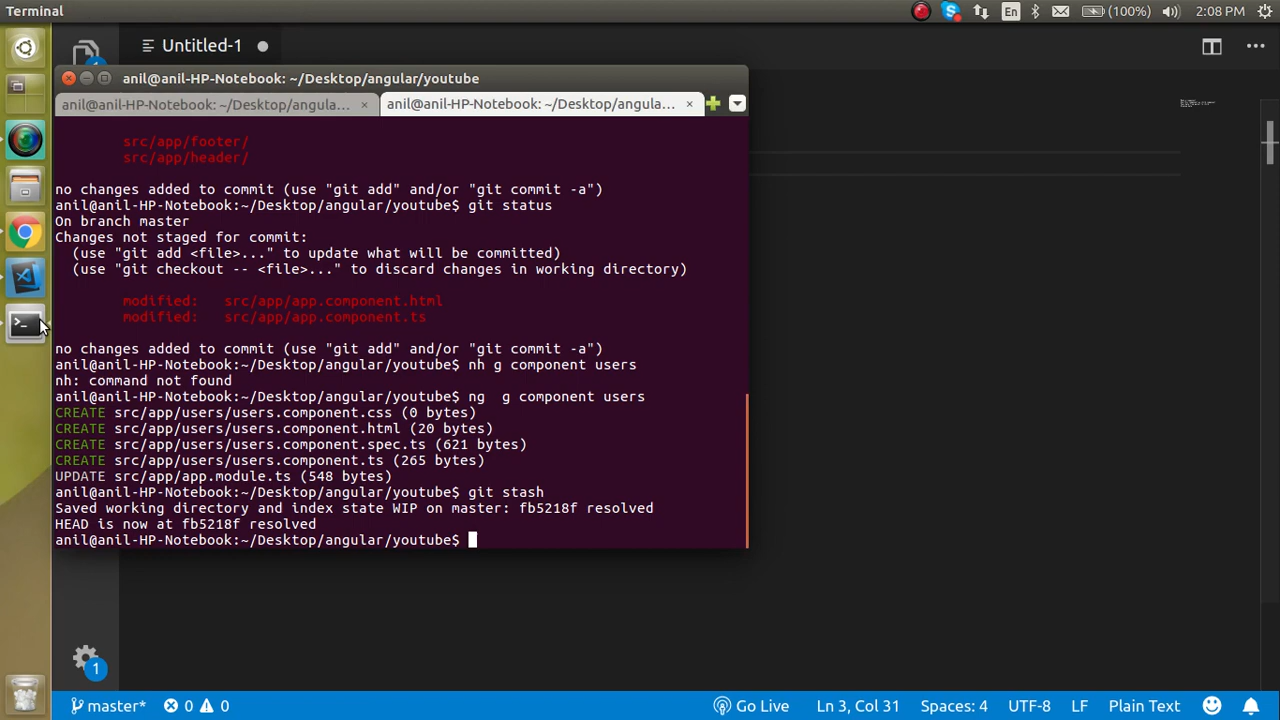 Terminal
En
(100%)
2:08 PM
Untitled-1
anil@anil-HP-Notebook: ~/Desktop/angular/youtube
anil@anil-HP-Notebook: ~/Desktop/angula... ×
anil@anil-HP-Notebook: ~/Desktop/angula... ×
src/app/footer/
src/app/header/
no changes added to commit (use "git add" and/or "git commit -a")
anil@anil-HP-Notebook:~/Desktop/angular/youtube$ git status
On branch master
Changes not staged for commit:
(use "git add <file>..." to update what will be committed)
(use "git checkout -- <file>..." to discard changes in working directory)
modified:   src/app/app.component.html
modified:   src/app/app.component.ts
no changes added to commit (use "git add" and/or "git commit -a")
anil@anil-HP-Notebook:~/Desktop/angular/youtube$ nh g component users
nh: command not found
anil@anil-HP-Notebook:~/Desktop/angular/youtube$ ng  g component users
CREATE src/app/users/users.component.css (0 bytes)
CREATE src/app/users/users.component.html (20 bytes)
CREATE src/app/users/users.component.spec.ts (621 bytes)
CREATE src/app/users/users.component.ts (265 bytes)
UPDATE src/app/app.module.ts (548 bytes)
anil@anil-HP-Notebook:~/Desktop/angular/youtube$ git stash
Saved working directory and index state WIP on master: fb5218f resolved
HEAD is now at fb5218f resolved
anil@anil-HP-Notebook:~/Desktop/angular/youtube$
1
master*
0
0
Go Live
Ln 3, Col 31
Spaces: 4
UTF-8
LF
Plain Text